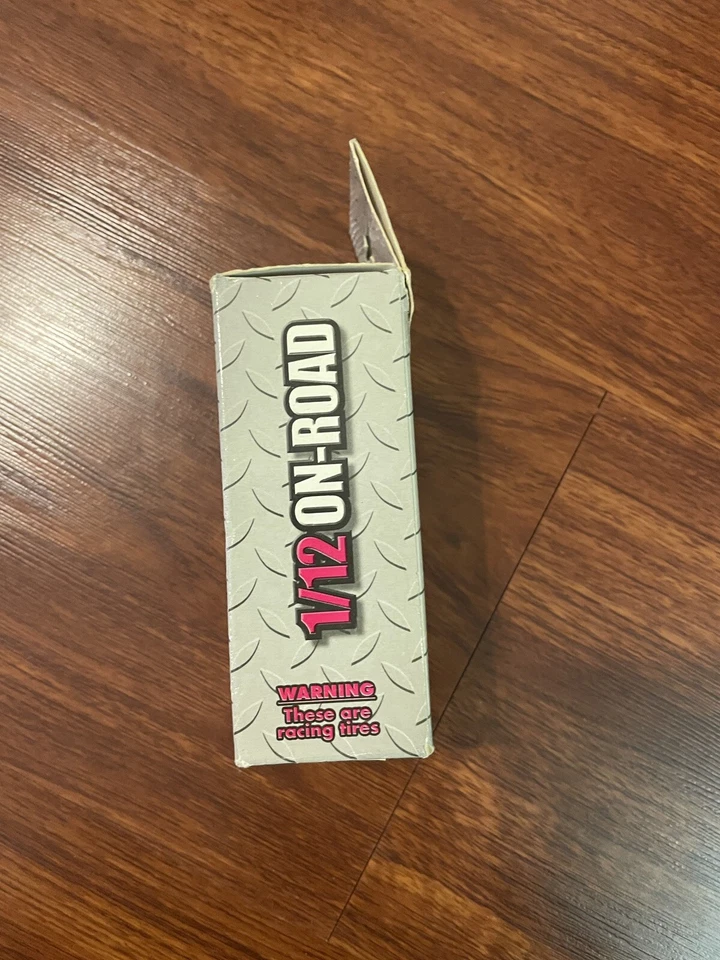 1/12 ON-ROAD
WARNING
These are
racing tires